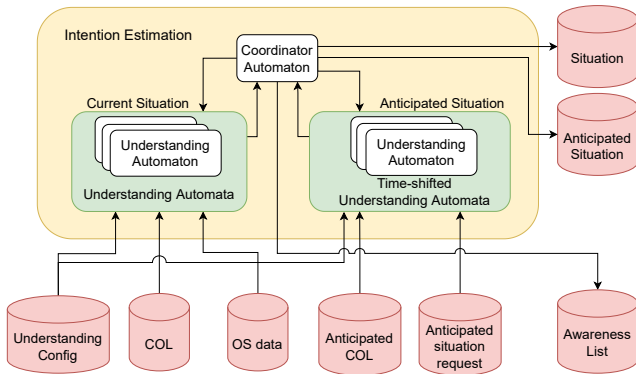 Intention Estimation
Coordinator
Automaton
Situation
Current Situation
Anticipated Situation
Anticipated
Situation
Understanding
Automaton
Understanding
Automaton
Understanding Automata
Time-shifted
Understanding Automata
Understanding
Config
COL
OS data
Anticipated
COL
Anticipated
situation
request
Awareness
List